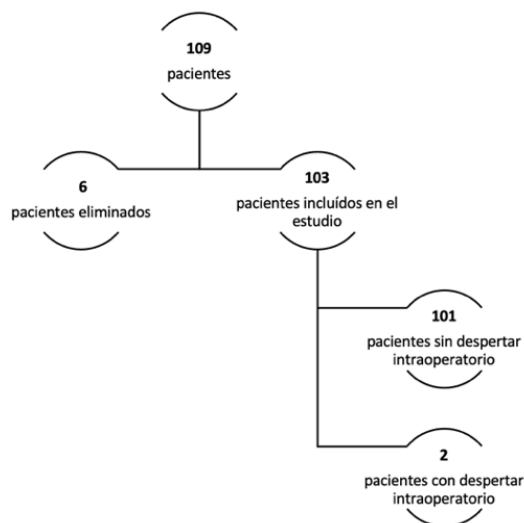 109
pacientes
6
pacientes eliminados
103
pacientes incluídos en el
estudio
101
pacientes sin despertar
intraoperatorio
2
pacientes con despertar
intraoperatorio